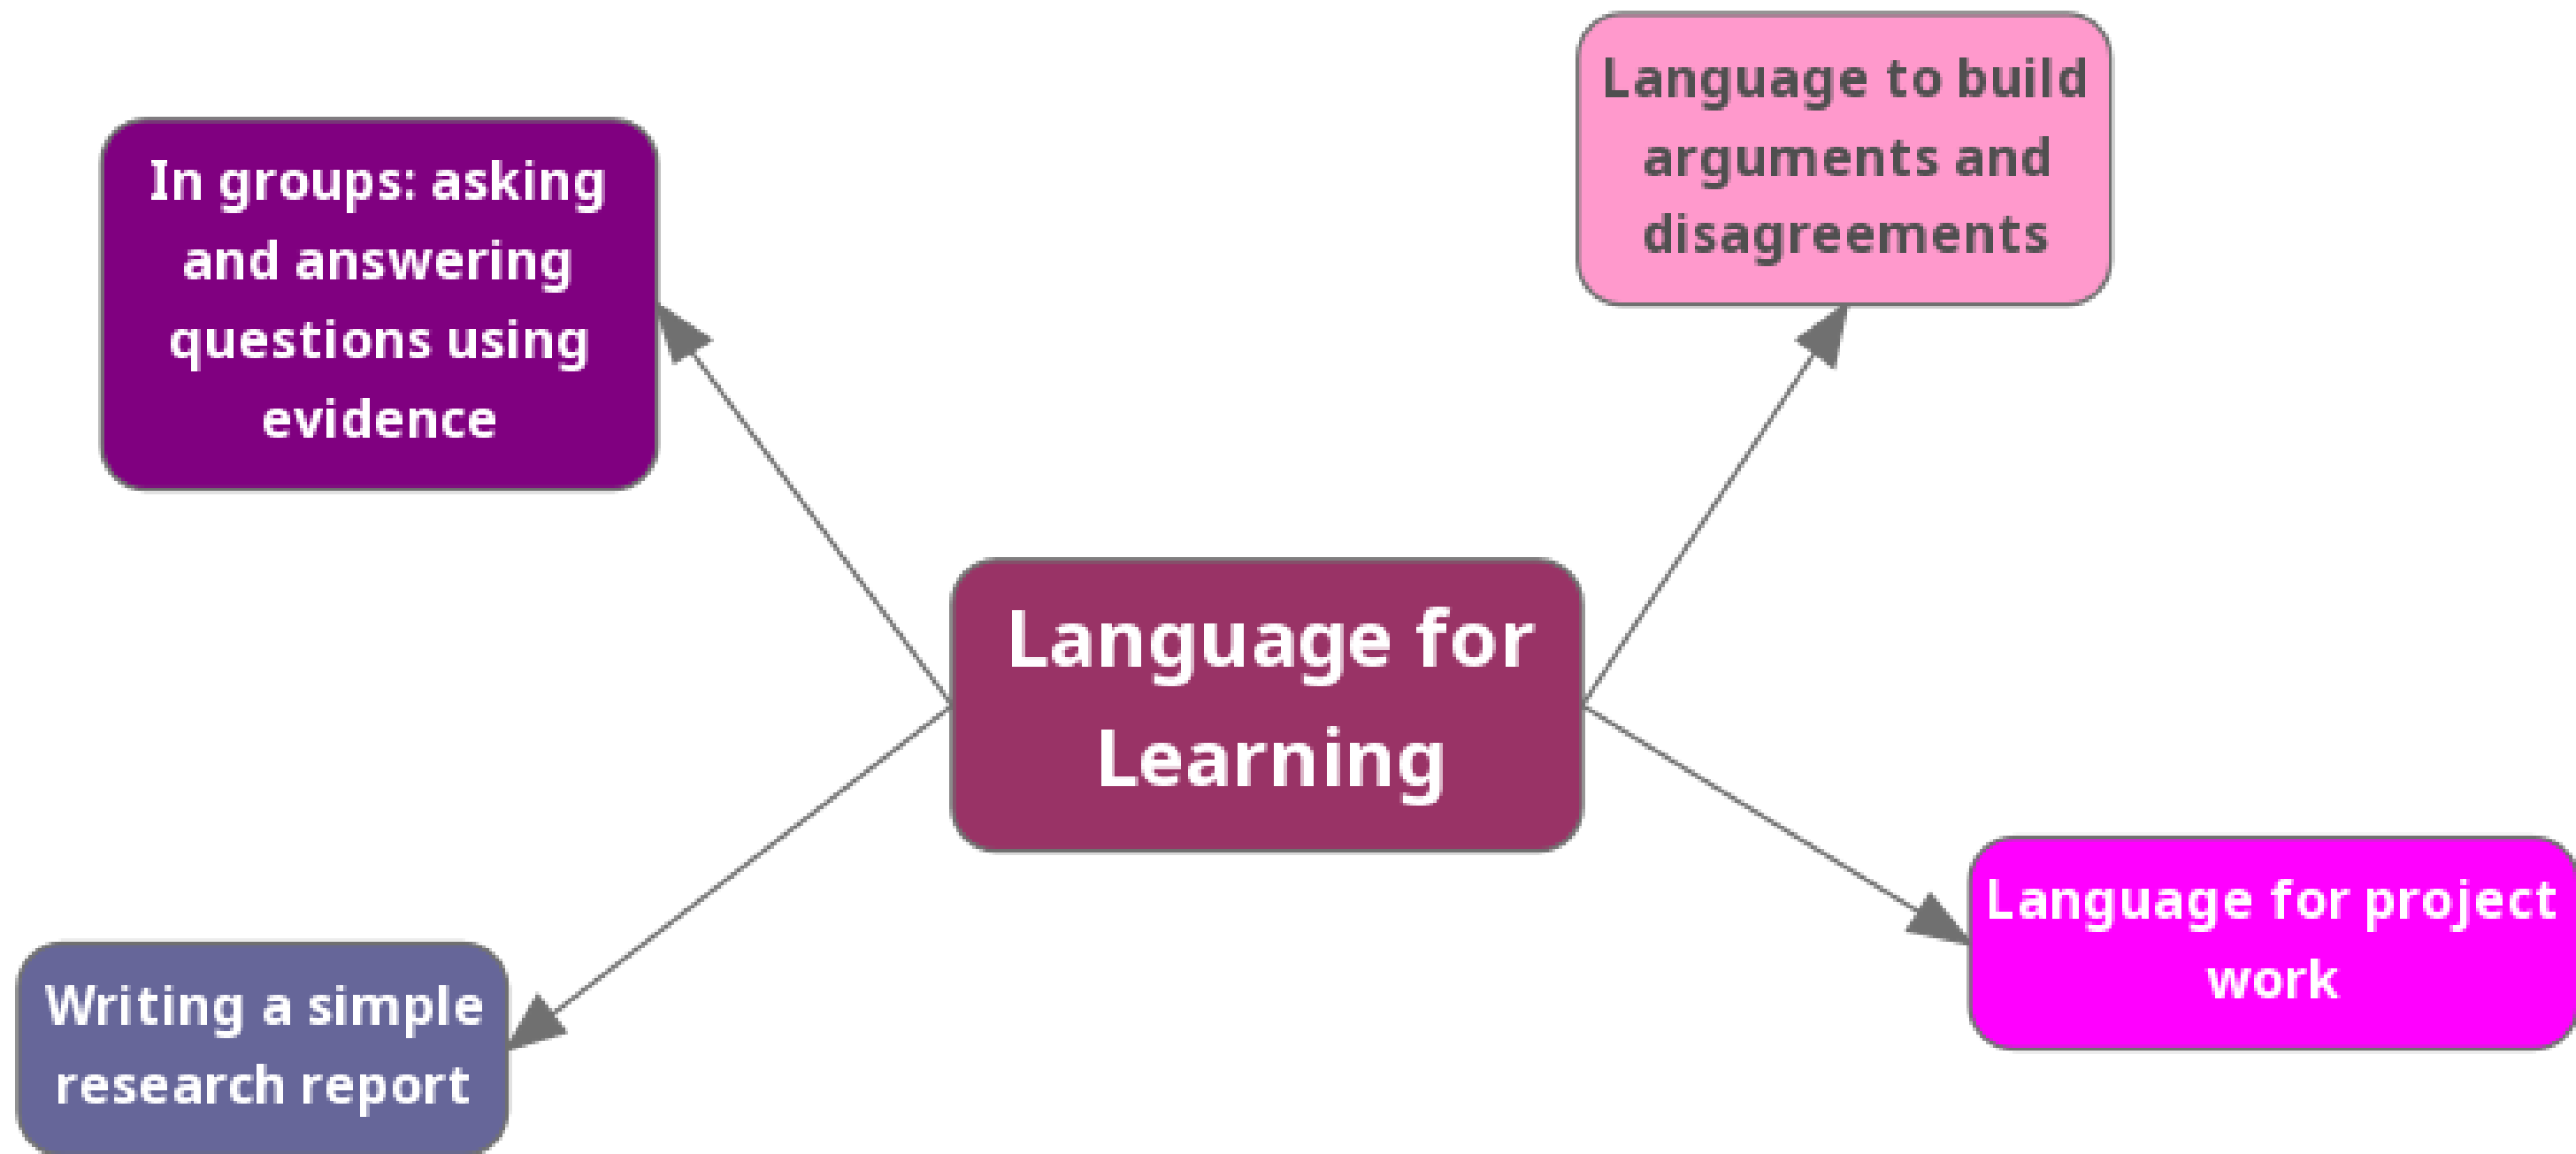 Language to build
arguments and
disagreements
In groups: asking
and answering
questions using
evidence
Language for
Learning
Language for project
work
Writing a simple
research report